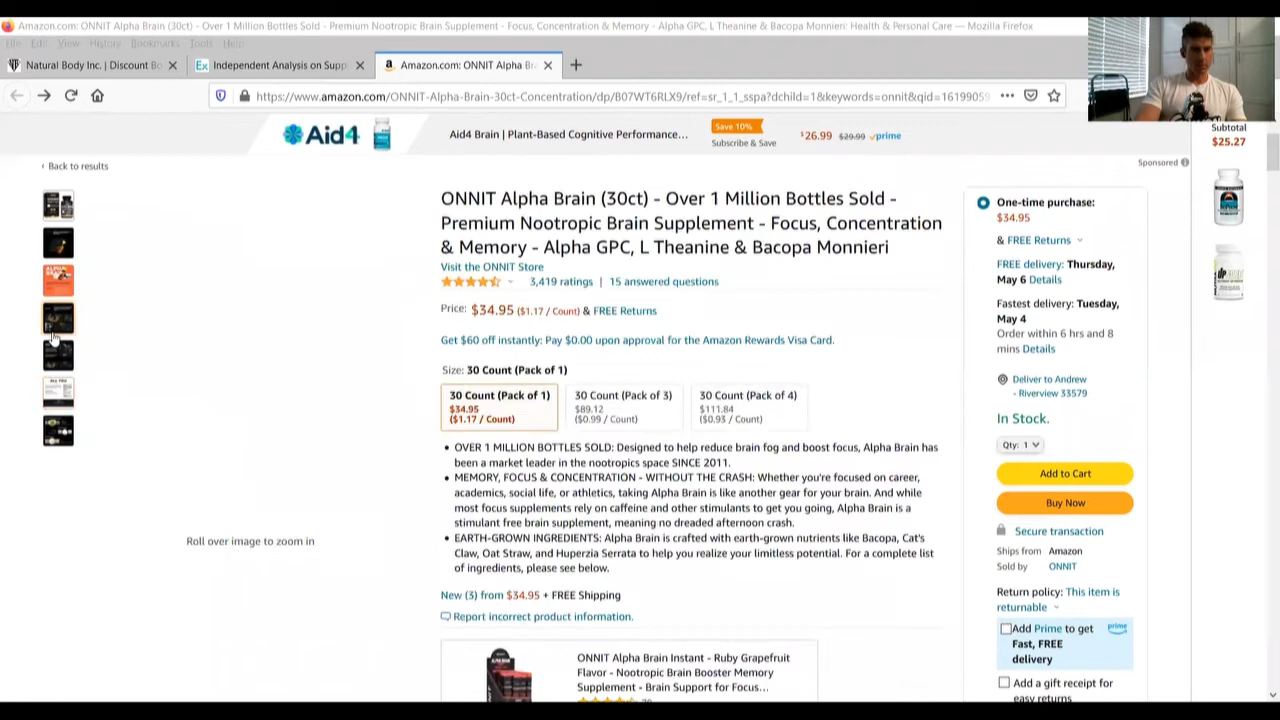 Amazon.com: ONNIT Alpha Brain (30ct) - Over 1 Million Bottles Sold - Premium Nootropic Brain Supplement - Focus, Concentration & Memory - Alpha GPC, L Theanine & Bacopa Monnieri: Health & Personal Care — Mozilla Firefox
File Edit View History Bookmarks Tools Help
Natural Body Inc. | Discount Bo
Ex Independent Analysis on Supp
a Amazon.com: ONNIT Alpha Br
https://www.amazon.com/
Aid4
Aid4 Brain | Plant-Based Cognitive Performance...
Save 10%
Subscribe & Save
$26.99 $29.99 prime
Subtotal
$25.27
‹ Back to results
Sponsored
ONNIT Alpha Brain (30ct) - Over 1 Million Bottles Sold -
Premium Nootropic Brain Supplement - Focus, Concentration
& Memory - Alpha GPC, L Theanine & Bacopa Monnieri
Visit the ONNIT Store
3,419 ratings | 15 answered questions
Price: $34.95 ($1.17 / Count) & FREE Returns
Get $60 off instantly: Pay $0.00 upon approval for the Amazon Rewards Visa Card.
Size: 30 Count (Pack of 1)
30 Count (Pack of 1)
$34.95
($1.17 / Count)
30 Count (Pack of 3)
$89.12
($0.99 / Count)
30 Count (Pack of 4)
$111.84
($0.93 / Count)
• OVER 1 MILLION BOTTLES SOLD: Designed to help reduce brain fog and boost focus, Alpha Brain has
been a market leader in the nootropics space SINCE 2011.
• MEMORY, FOCUS & CONCENTRATION - WITHOUT THE CRASH: Whether you're focused on career,
academics, social life, or athletics, taking Alpha Brain is like another gear for your brain. And while
most focus supplements rely on caffeine and other stimulants to get you going, Alpha Brain is a
stimulant free brain supplement, meaning no dreaded afternoon crash.
• EARTH-GROWN INGREDIENTS: Alpha Brain is crafted with earth-grown nutrients like Bacopa, Cat's
Claw, Oat Straw, and Huperzia Serrata to help you realize your limitless potential. For a complete list
of ingredients, please see below.
Roll over image to zoom in
New (3) from $34.95 + FREE Shipping
Report incorrect product information.
ONNIT Alpha Brain Instant - Ruby Grapefruit
Flavor - Nootropic Brain Booster Memory
Supplement - Brain Support for Focus...
One-time purchase:
$34.95
& FREE Returns
FREE delivery: Thursday,
May 6 Details
Fastest delivery: Tuesday,
May 4
Order within 6 hrs and 8
mins Details
Deliver to Andrew
- Riverview 33579
In Stock.
Qty: 1
Add to Cart
Buy Now
Secure transaction
Ships from Amazon
Sold by ONNIT
Return policy: This item is
returnable
Add Prime to get
Fast, FREE
delivery
prime
Add a gift receipt for
easy returns